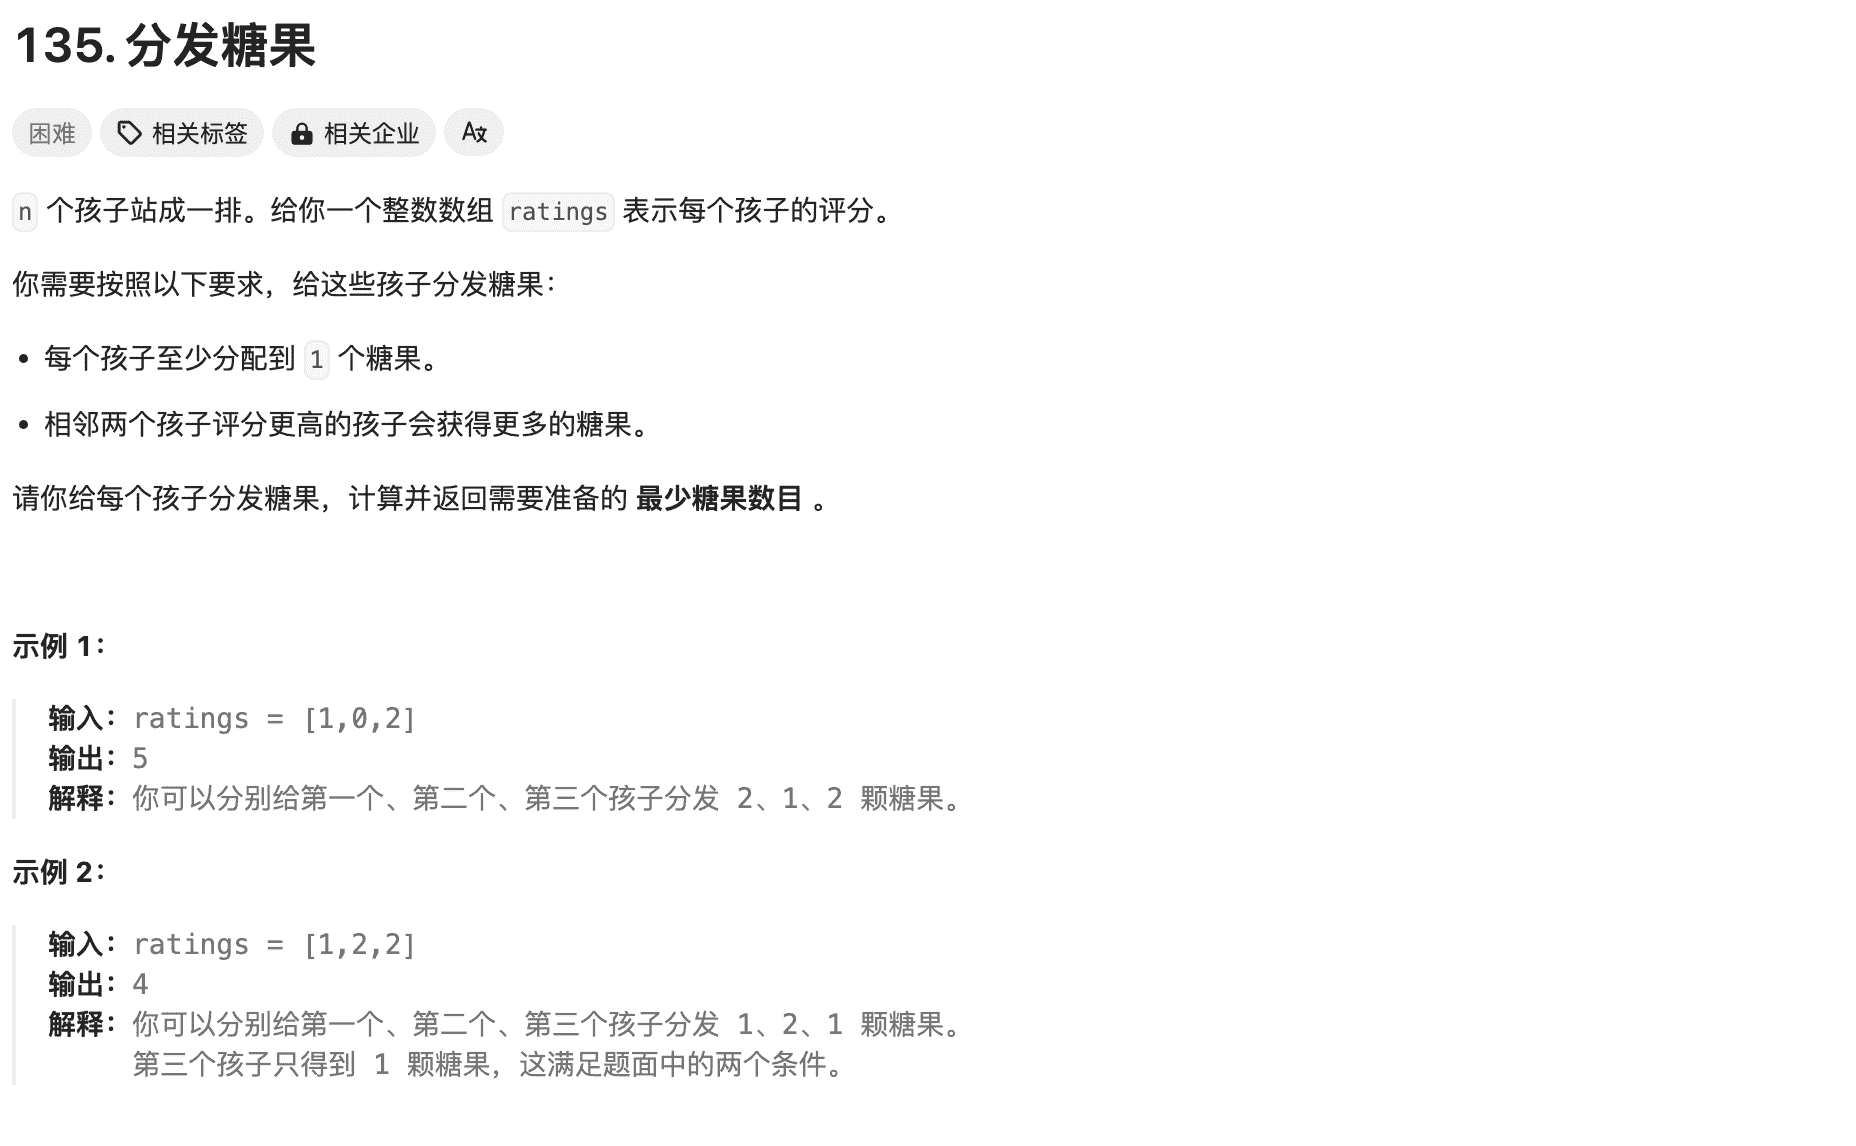 135. 分发糖果
困难 相关标签 相关企业 A文
n 个孩子站成一排。给你一个整数数组 ratings 表示每个孩子的评分。
你需要按照以下要求，给这些孩子分发糖果：
• 每个孩子至少分配到 1 个糖果。
• 相邻两个孩子评分更高的孩子会获得更多的糖果。
请你给每个孩子分发糖果，计算并返回需要准备的 最少糖果数目 。
示例 1：
输入：ratings = [1,0,2]
输出：5
解释：你可以分别给第一个、第二个、第三个孩子分发 2、1、2 颗糖果。
示例 2：
输入：ratings = [1,2,2]
输出：4
解释：你可以分别给第一个、第二个、第三个孩子分发 1、2、1 颗糖果。
第三个孩子只得到 1 颗糖果，这满足题面中的两个条件。